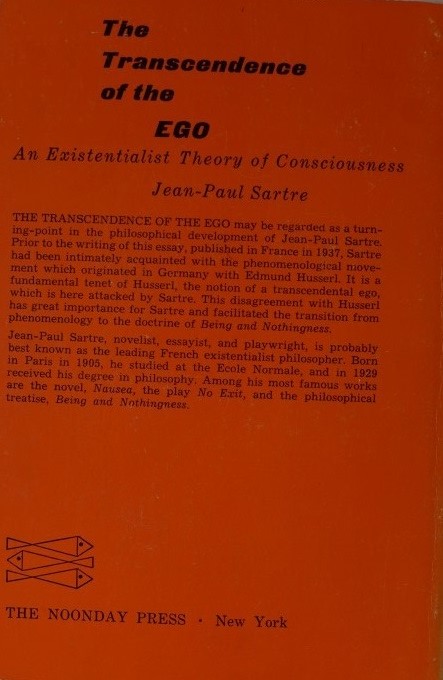 The
Transcendence
of the
EGO
An Existentialist Theory of Consciousness
Jean-Paul Sartre
THE TRANSCENDENCE OF THE EGO may be regarded as a turn-
ing-point in the philosophical development of Jean-Paul Sartre.
Prior to the writing of this essay, published in France in 1937, Sartre
had been intimately acquainted with the phenomenological move-
ment which originated in Germany with Edmund Husserl. It is a
fundamental tenet of Husserl, the notion of a transcendental ego,
which is here attacked by Sartre. This disagreement with Husserl
has great importance for Sartre and facilitated the transition from
phenomenology to the doctrine of Being and Nothingness.
Jean-Paul Sartre, novelist, essayist, and playwright, is probably
best known as the leading French existentialist philosopher. Born
in Paris in 1905, he studied at the Ecole Normale, and in 1929
received his degree in philosophy. Among his most famous works
are the novel, Nausea, the play No Exit, and the philosophical
treatise, Being and Nothingness.
THE NOONDAY PRESS · New York